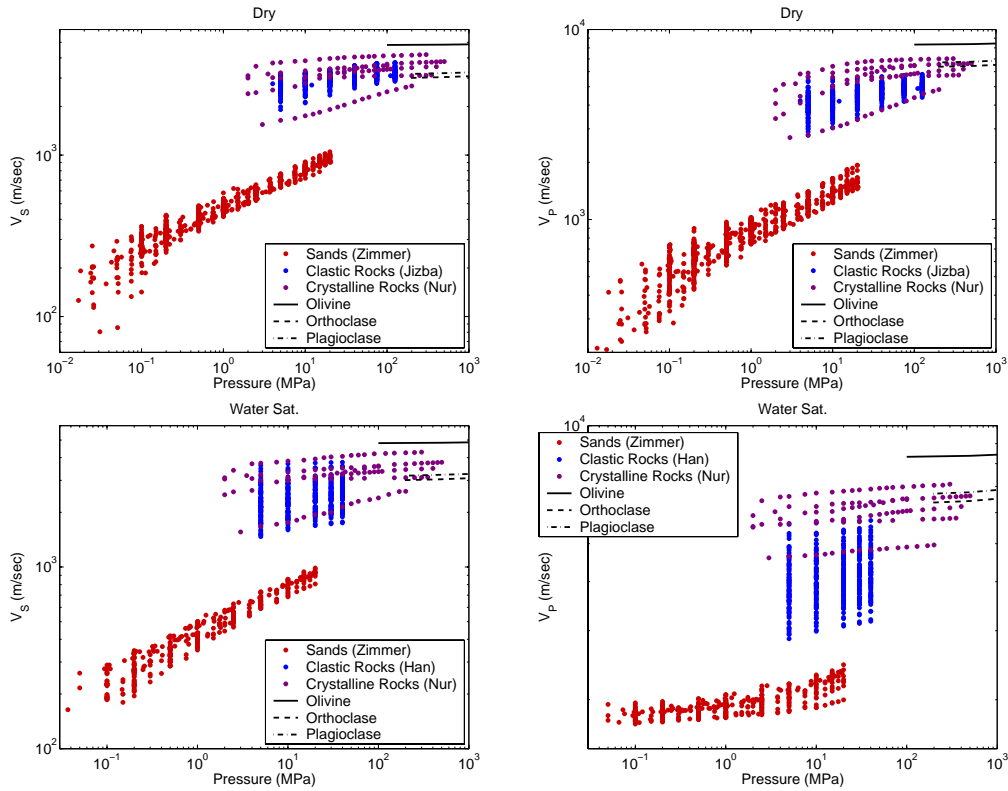 Dry
10^3
10^2
V_S (m/sec)
10^-2
10^-1
10^0
10^1
10^2
10^3
Pressure (MPa)
Sands (Zimmer)
Clastic Rocks (Jizba)
Crystalline Rocks (Nur)
Olivine
Orthoclase
Plagioclase
Dry
10^4
10^3
V_P (m/sec)
10^-2
10^-1
10^0
10^1
10^2
10^3
Pressure (MPa)
Sands (Zimmer)
Clastic Rocks (Jizba)
Crystalline Rocks (Nur)
Olivine
Orthoclase
Plagioclase
Water Sat.
10^3
10^2
V_S (m/sec)
10^-1
10^0
10^1
10^2
10^3
Pressure (MPa)
Sands (Zimmer)
Clastic Rocks (Han)
Crystalline Rocks (Nur)
Olivine
Orthoclase
Plagioclase
Water Sat.
10^4
V_P (m/sec)
10^-1
10^0
10^1
10^2
10^3
Pressure (MPa)
Sands (Zimmer)
Clastic Rocks (Han)
Crystalline Rocks (Nur)
Olivine
Orthoclase
Plagioclase